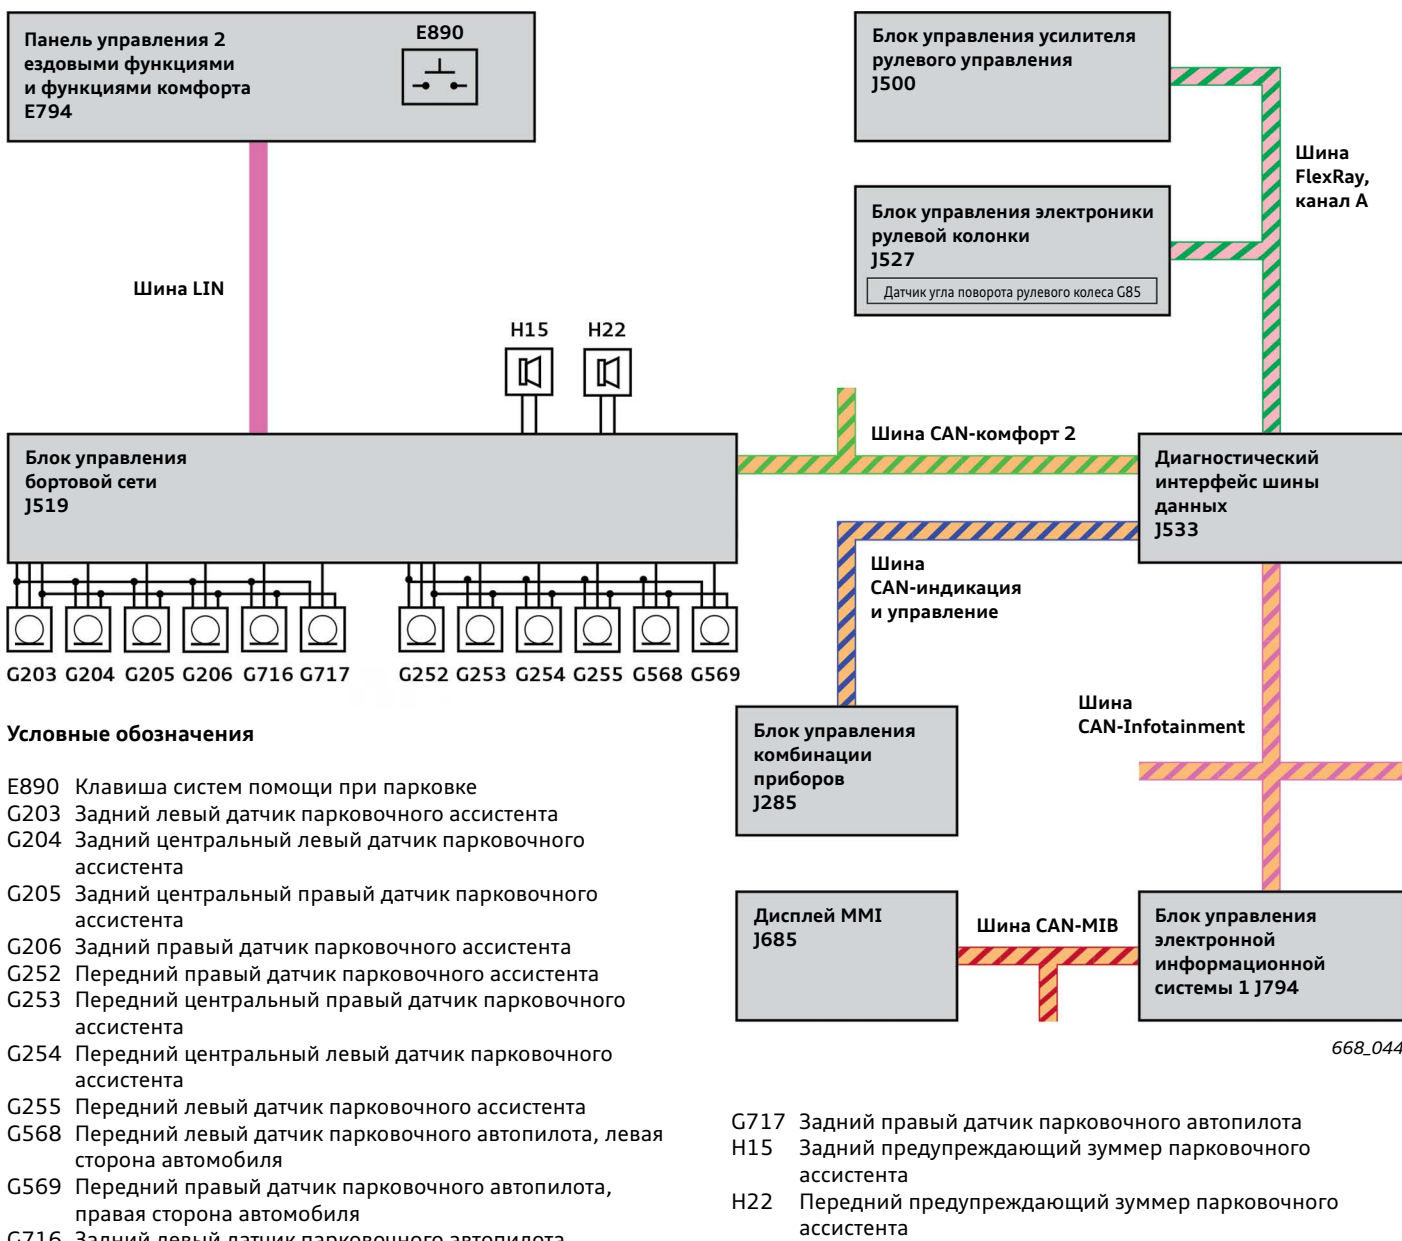 Панель управления 2
ездовыми функциями
и функциями комфорта
E794
E890
Блок управления усилителя
рулевого управления
J500
Шина
FlexRay,
канал A
Блок управления электроники
рулевой колонки
J527
Датчик угла поворота рулевого колеса G85
Шина LIN
H15 H22
Блок управления
бортовой сети
J519
Шина CAN-комфорт 2
Диагностический
интерфейс шины
данных
J533
Шина
CAN-индикация
и управление
G203 G204 G205 G206 G716 G717 G252 G253 G254 G255 G568 G569
Шина
CAN-Infotainment
Блок управления
комбинации
приборов
J285
Дисплей MMI
J685
Шина CAN-MIB
Блок управления
электронной
информационной
системы 1 J794
668_044
Условные обозначения
E890 Клавиша систем помощи при парковке
G203 Задний левый датчик парковочного ассистента
G204 Задний центральный левый датчик парковочного
ассистента
G205 Задний центральный правый датчик парковочного
ассистента
G206 Задний правый датчик парковочного ассистента
G252 Передний правый датчик парковочного ассистента
G253 Передний центральный правый датчик парковочного
ассистента
G254 Передний центральный левый датчик парковочного
ассистента
G255 Передний левый датчик парковочного ассистента
G568 Передний левый датчик парковочного автопилота, левая
сторона автомобиля
G569 Передний правый датчик парковочного автопилота,
правая сторона автомобиля
G716 Задний левый датчик парковочного автопилота
G717 Задний правый датчик парковочного автопилота
H15 Задний предупреждающий зуммер парковочного
ассистента
H22 Передний предупреждающий зуммер парковочного
ассистента